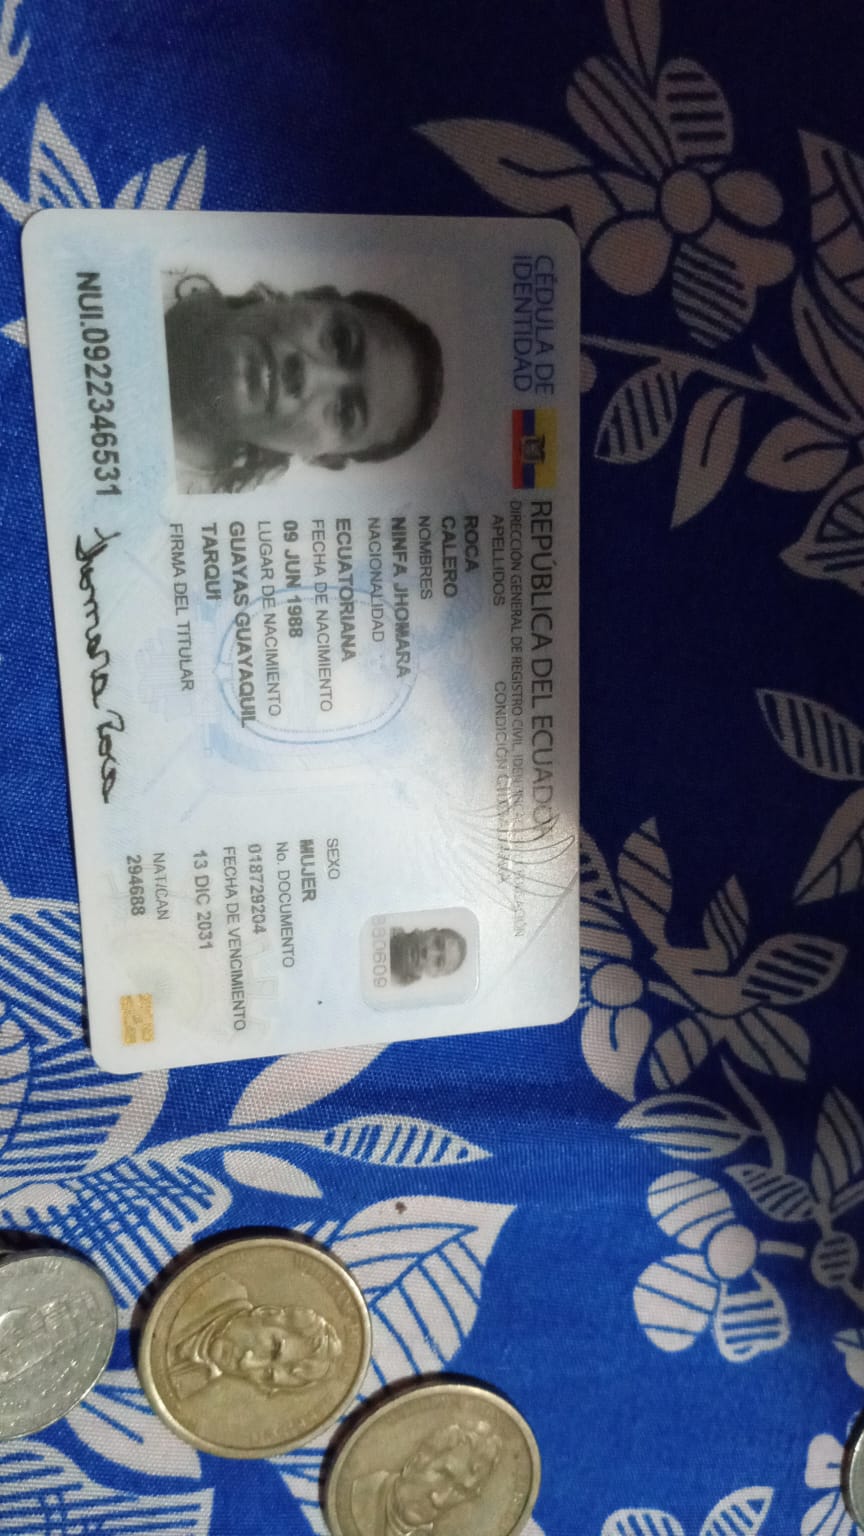 CÉDULA DE
IDENTIDAD
REPÚBLICA DEL ECUADOR
DIRECCIÓN GENERAL DE REGISTRO CIVIL, IDENTIFICACIÓN Y CEDULACIÓN
APELLIDOS
CONDICIÓN CIUDADANÍA
ROCA
CALERO
NOMBRES
NINFA JHOMARA
NACIONALIDAD
ECUATORIANA
FECHA DE NACIMIENTO
09 JUN 1988
LUGAR DE NACIMIENTO
GUAYAS GUAYAQUIL
TARQUI
FIRMA DEL TITULAR
SEXO
MUJER
No. DOCUMENTO
018729204
FECHA DE VENCIMIENTO
13 DIC 2031
NAT/CAN
294688
880609
NUI.0922346531
Jhomara Roca